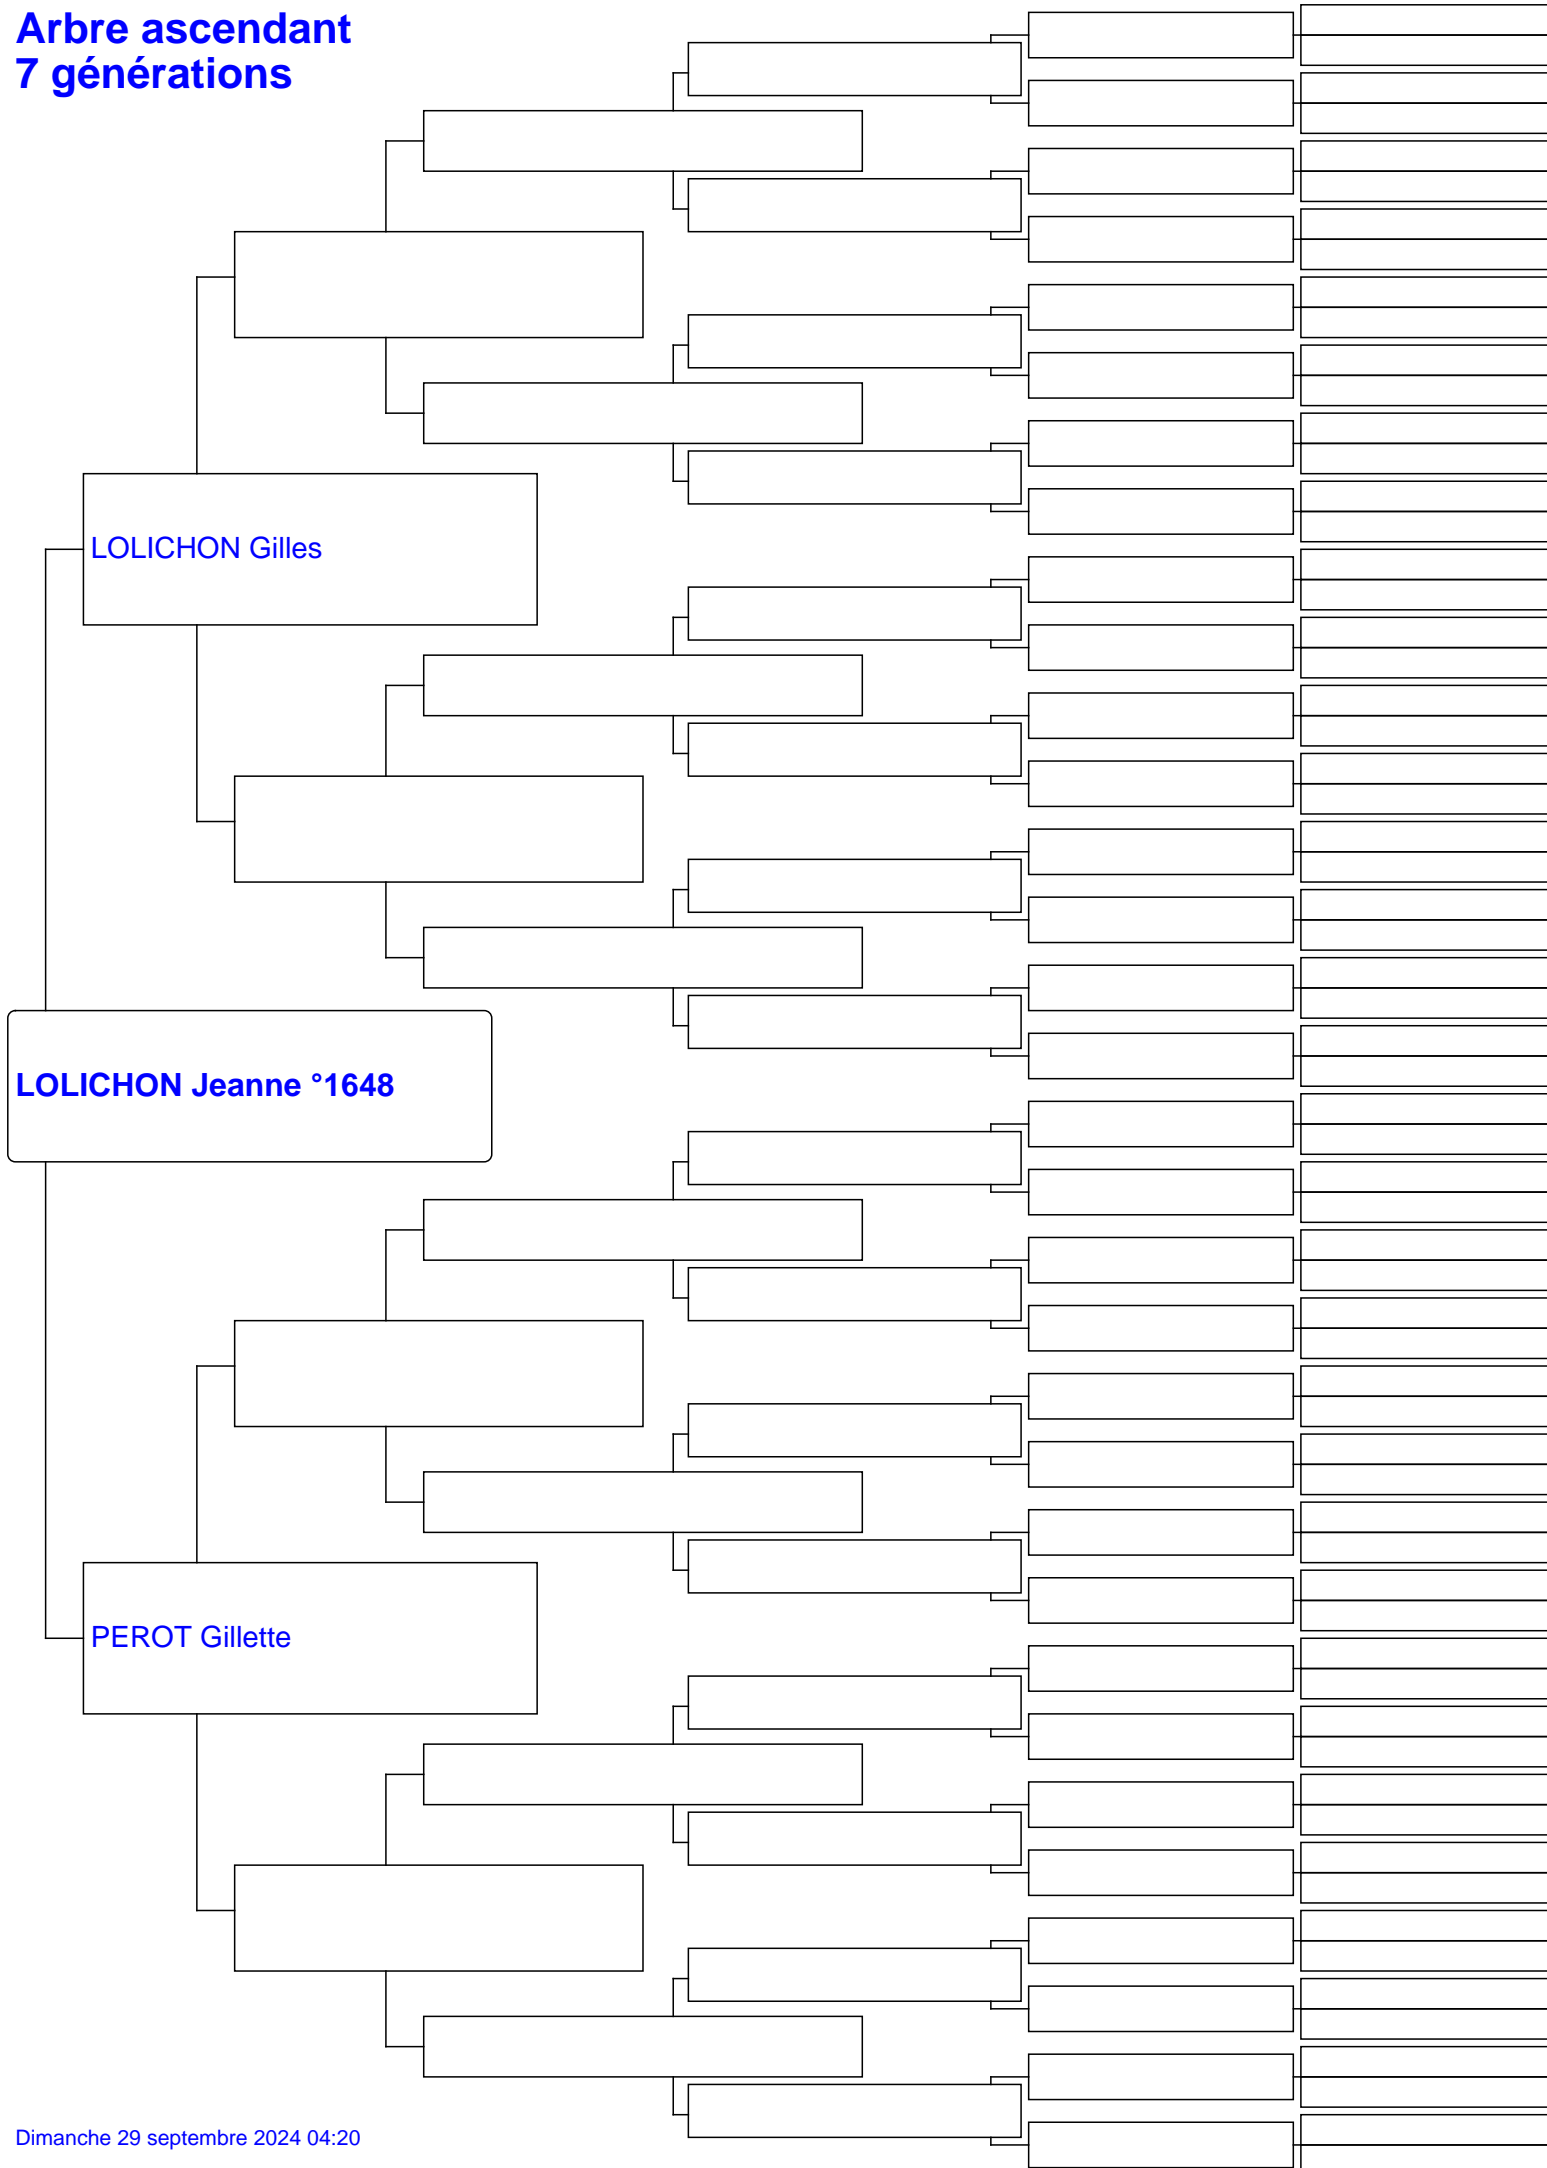 Arbre ascendant
7 générations
LOLICHON Gilles
LOLICHON Jeanne °1648
PEROT Gillette
Dimanche 29 septembre 2024 04:20